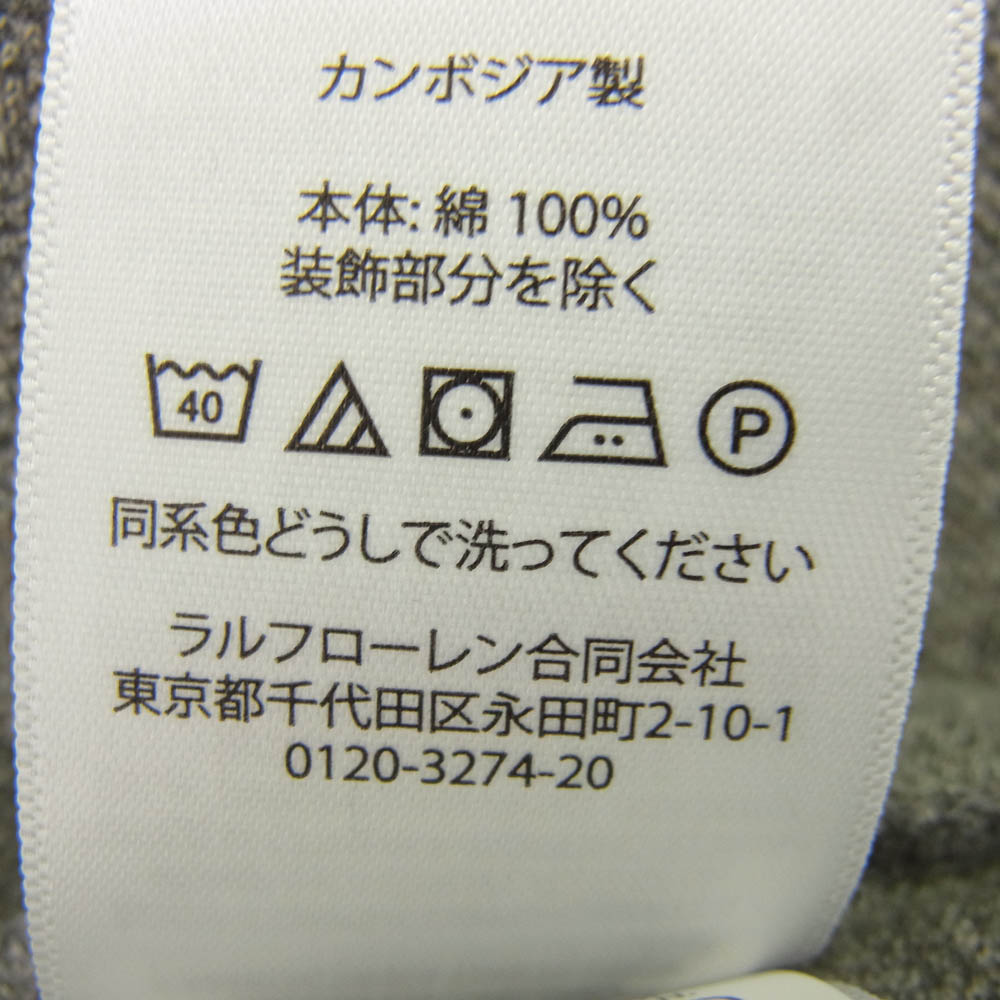 カンボジア製
本体: 綿 100%
装飾部分を除く
40
P
同系色どうしで洗ってください
ラルフローレン合同会社
東京都千代田区永田町2-10-1
0120-3274-20